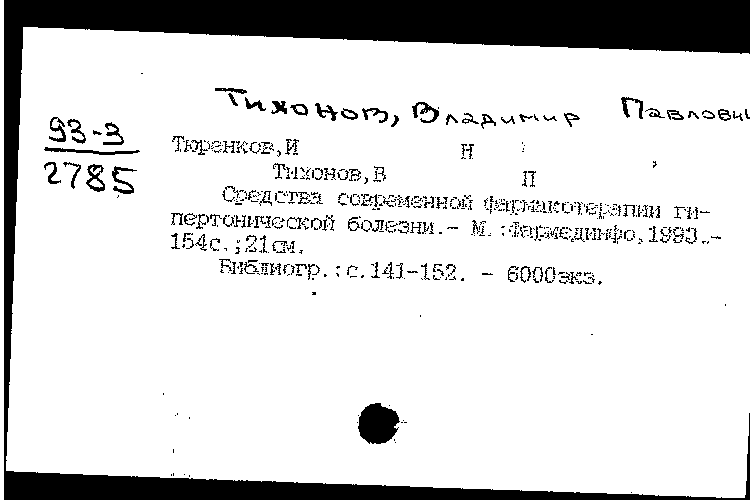 Тихонов, Владимир Павлович
93-3
2785
Тюренков,И Н
Тихонов,В П
Средства современной фармакотерапии ги-
пертонической болезни.- М.:Фармединфо,1993.-
154с.;21см.
Библиогр.:с.141-152. - 6000экз.